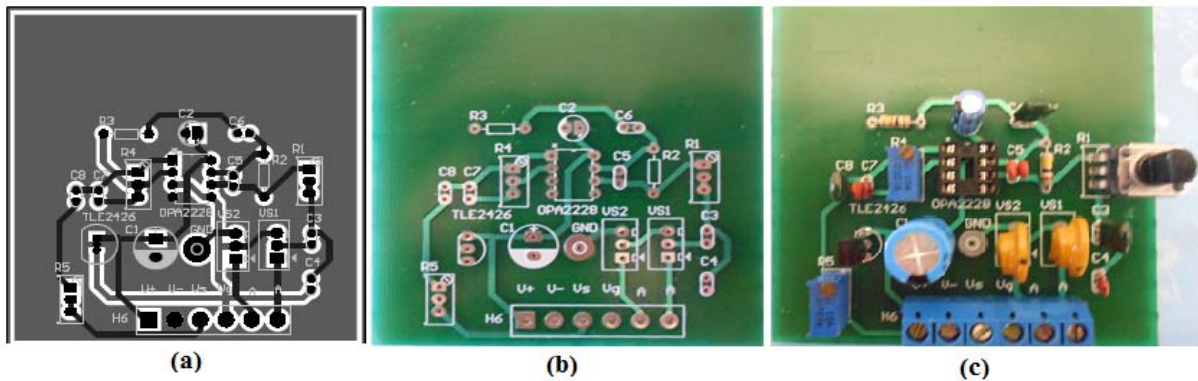 C2
R3
C6
R4
C5
R2
R1
C8 C7
TLE2426
OPA2228
VS2
VS1
C3
C1
GND
C4
R5
V+ V- Vs Vg A A
H6
(a)
C2
C6
R3
R4
C5
R2
R1
C8 C7
TLE2426
OPA2228
VS2
VS1
C3
C1
GND
C4
R5
V+ V- Vs Vg A A
H6
(b)
R3
R4
C5
R2
R1
C8 C7
TLE2426
OPA2228
VS2
VS1
C3
GND
C4
R5
V- Vs Vg A
H6
(c)